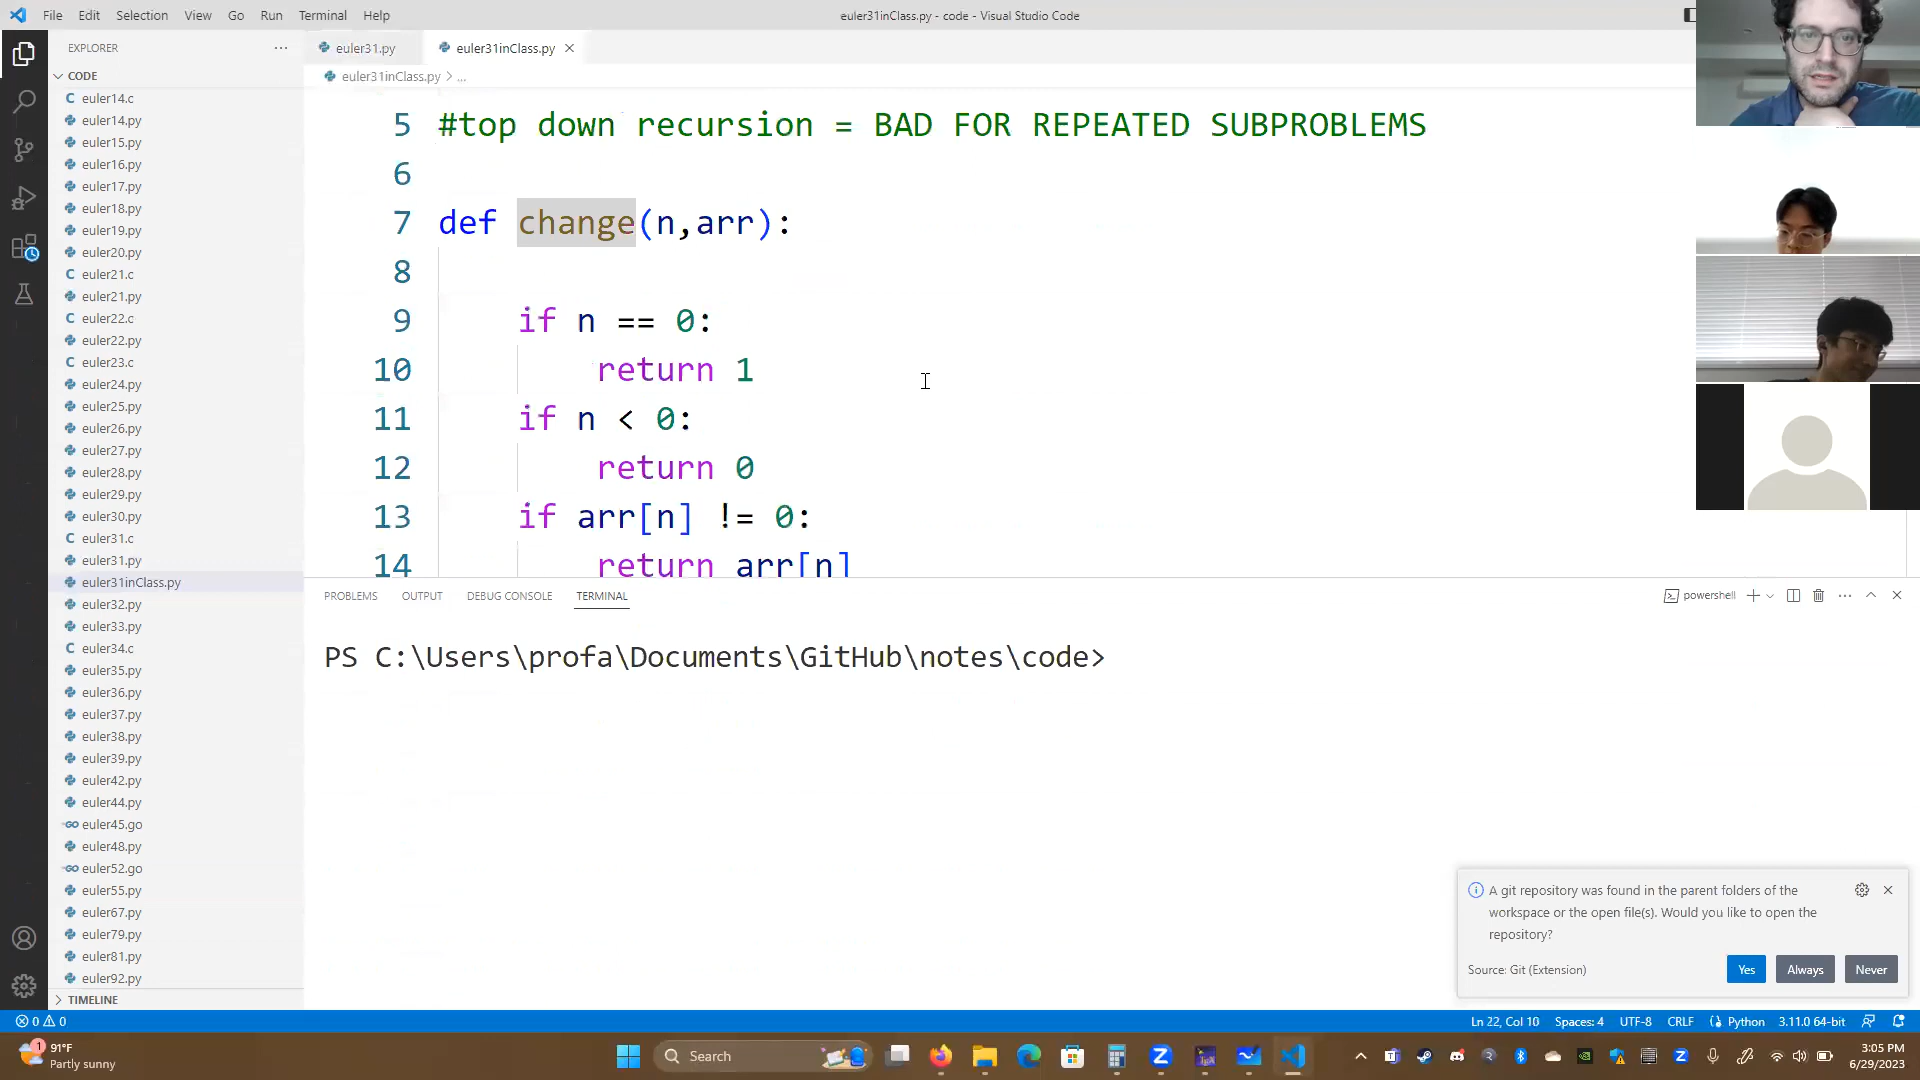 File Edit Selection View Go Run Terminal Help
euler31inClass.py - code - Visual Studio Code
EXPLORER
CODE
euler14.c
euler14.py
euler15.py
euler16.py
euler17.py
euler18.py
euler19.py
euler20.py
euler21.c
euler21.py
euler22.c
euler22.py
euler23.c
euler24.py
euler25.py
euler26.py
euler27.py
euler28.py
euler29.py
euler30.py
euler31.c
euler31.py
euler31inClass.py
euler32.py
euler33.py
euler34.c
euler35.py
euler36.py
euler37.py
euler38.py
euler39.py
euler42.py
euler44.py
euler45.go
euler48.py
euler52.go
euler55.py
euler67.py
euler79.py
euler81.py
euler92.py
TIMELINE
euler31.py euler31inClass.py
euler31inClass.py > ...
5 #top down recursion = BAD FOR REPEATED SUBPROBLEMS
6
7 def change(n,arr):
8
9 if n == 0:
10 return 1
11 if n < 0:
12 return 0
13 if arr[n] != 0:
14 return arr[n]
PROBLEMS OUTPUT DEBUG CONSOLE TERMINAL
powershell
PS C:\Users\profa\Documents\GitHub\notes\code>
A git repository was found in the parent folders of the
workspace or the open file(s). Would you like to open the
repository?
Source: Git (Extension)
Yes Always Never
0 0
Ln 22, Col 10 Spaces: 4 UTF-8 CRLF Python 3.11.0 64-bit
1
91°F
Partly sunny
Search
3:05 PM
6/29/2023